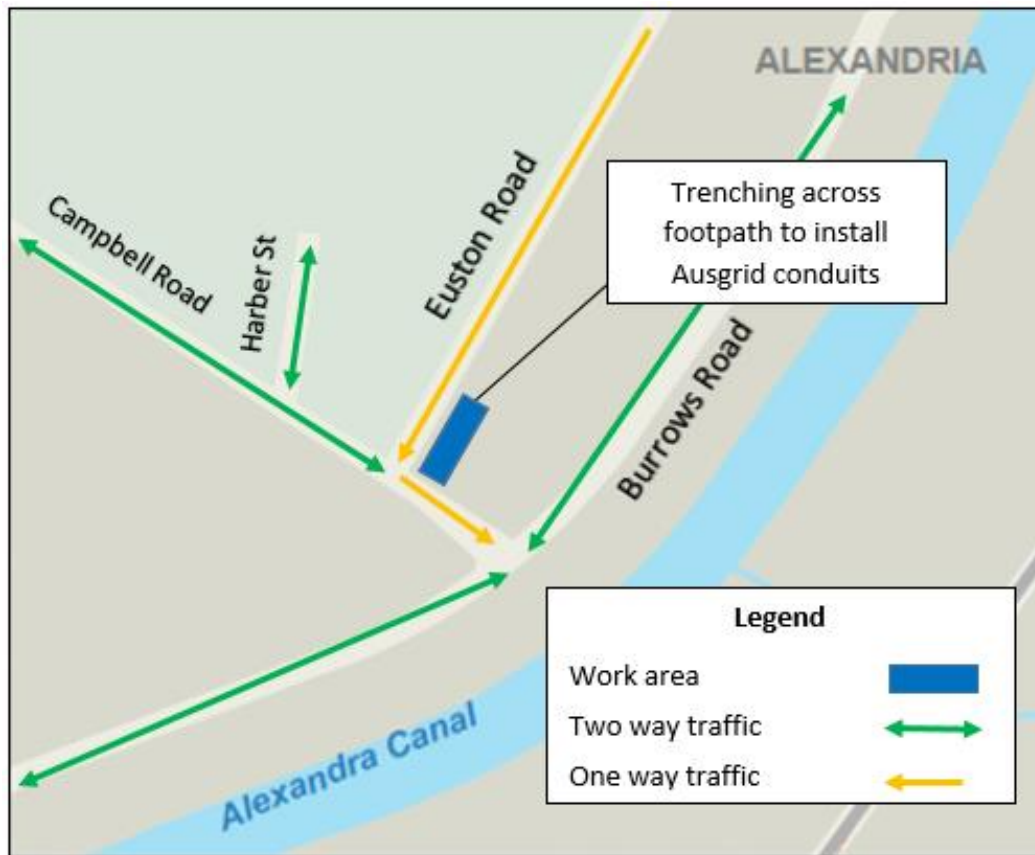 ALEXANDRIA
Trenching across
footpath to install
Ausgrid conduits
Euston Road
Campbell Road
Harber St
Burrows Road
Alexandra Canal
Legend
Work area
Two way traffic
One way traffic